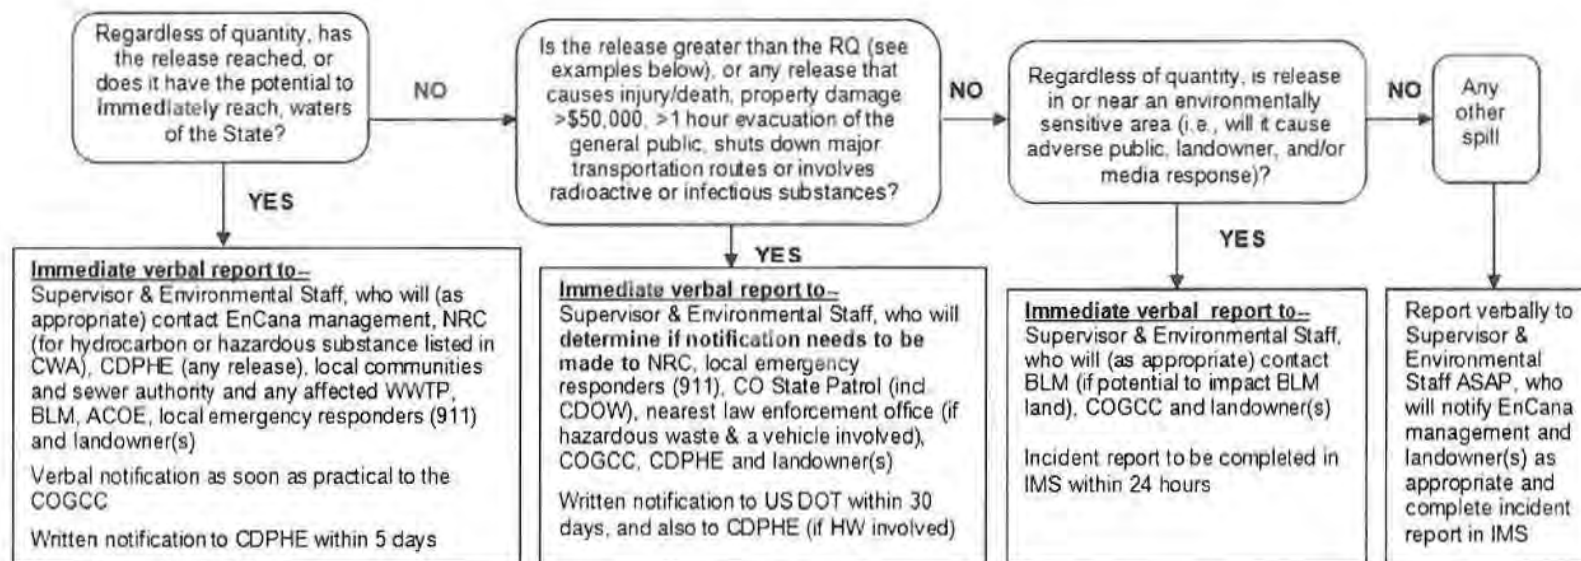 Regardless of quantity, has
the release reached, or
does it have the potential to
immediately reach, waters
of the State?
NO
Is the release greater than the RQ (see
examples below), or any release that
causes injury/death, property damage
>$50,000, >1 hour evacuation of the
general public, shuts down major
transportation routes or involves
radioactive or infectious substances?
NO
Regardless of quantity, is release
in or near an environmentally
sensitive area (i.e., will it cause
adverse public, landowner, and/or
media response)?
NO
Any
other
spill
YES
YES
YES
Immediate verbal report to--
Supervisor & Environmental Staff, who will (as
appropriate) contact EnCana management, NRC
(for hydrocarbon or hazardous substance listed in
CWA), CDPHE (any release), local communities
and sewer authority and any affected WWTP,
BLM, ACOE, local emergency responders (911)
and landowner(s)
Verbal notification as soon as practical to the
COGCC
Written notification to CDPHE within 5 days
Immediate verbal report to--
Supervisor & Environmental Staff, who will
determine if notification needs to be
made to NRC, local emergency
responders (911), CO State Patrol (incl.
CDOW), nearest law enforcement office (if
hazardous waste & a vehicle involved),
COGCC, CDPHE and landowner(s)
Written notification to US DOT within 30
days, and also to CDPHE (if HW involved)
Immediate verbal report to--
Supervisor & Environmental Staff,
who will (as appropriate) contact
BLM (if potential to impact BLM
land), COGCC and landowner(s)
Incident report to be completed in
IMS within 24 hours
Report verbally to
Supervisor &
Environmental
Staff ASAP, who
will notify EnCana
management and
landowner(s) as
appropriate and
complete incident
report in IMS